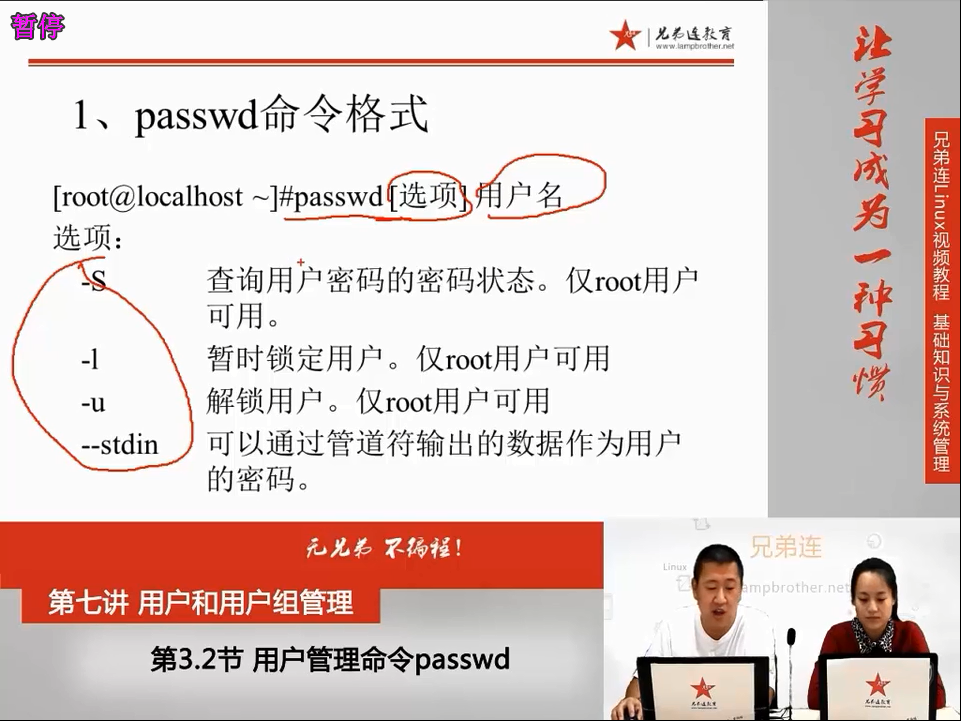 暂停
兄弟连教育
www.lampbrother.net
1、passwd命令格式
[root@localhost ~]#passwd [选项] 用户名
选项：
-S 查询用户密码的密码状态。仅root用户
可用。
-l 暂时锁定用户。仅root用户可用
-u 解锁用户。仅root用户可用
--stdin 可以通过管道符输出的数据作为用户
的密码。
让学习成为一种习惯
兄弟连Linux视频教程 基础知识与系统管理
无兄弟 不编程！
第七讲 用户和用户组管理
第3.2节 用户管理命令passwd
兄弟连
Linux
lampbrother.net
兄弟连
兄弟连